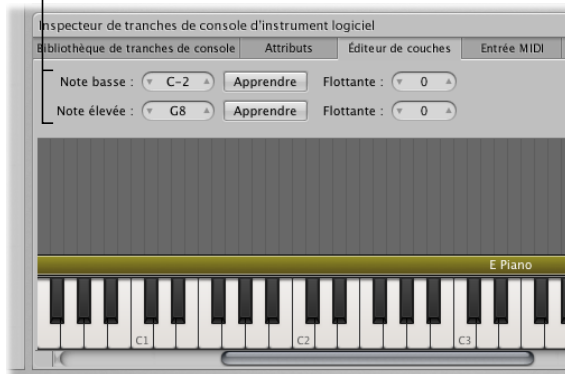 Inspecteur de tranches de console d'instrument logiciel
Bibliothèque de tranches de console Attributs Éditeur de couches Entrée MIDI
Note basse : C-2 Apprendre Flottante : 0
Note élevée : G8 Apprendre Flottante : 0
E Piano
C1 C2 C3